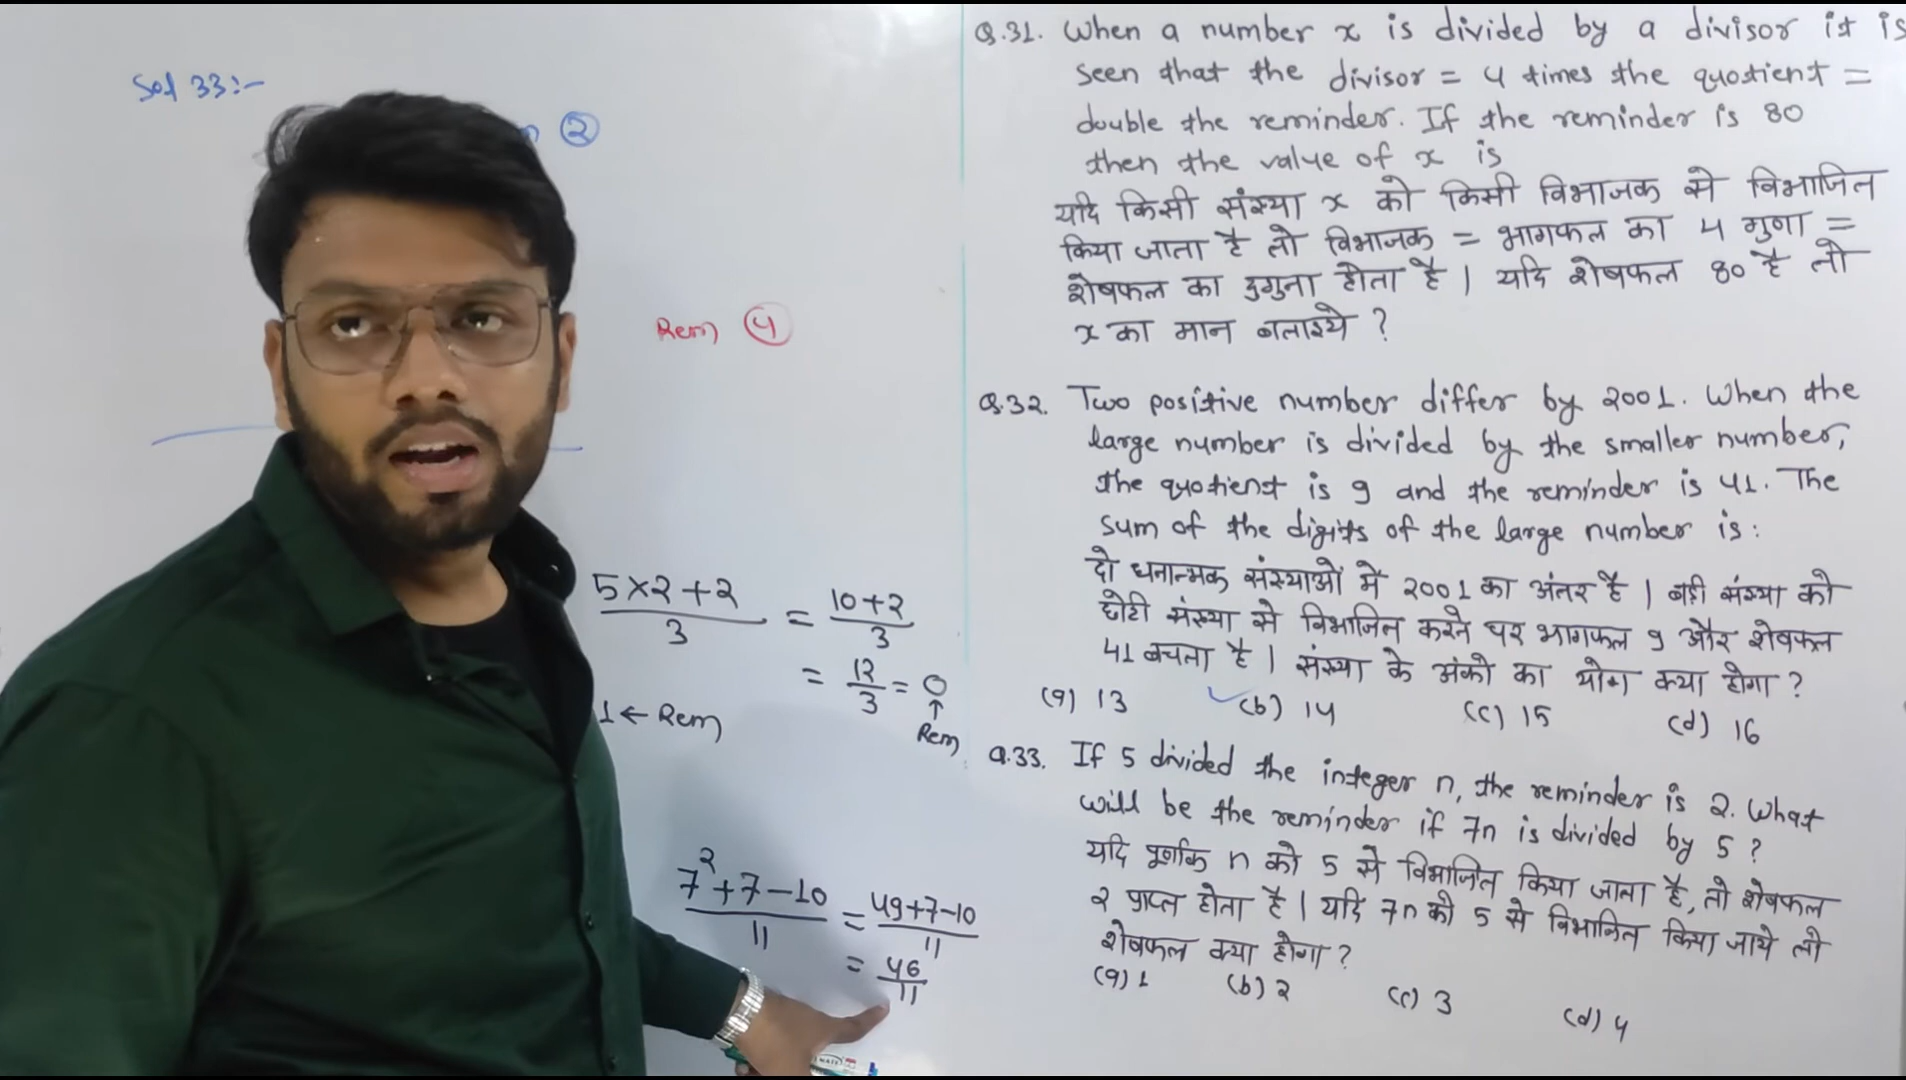 Sol 33:-
②
Rem ④
5×2+2/3 = 10+2/3
= 12/3 = 0
↑
Rem
1 ← Rem
7²+7-10/11 = 49+7-10/11
= 46/11
Q.31. When a number x is divided by a divisor it is
seen that the divisor = 4 times the quotient =
double the reminder. If the reminder is 80
then the value of x is
यदि किसी संख्या x को किसी विभाजक से विभाजित
किया जाता है तो विभाजक = भागफल का 4 गुणा =
शेषफल का दुगुना होता है । यदि शेषफल 80 है तो
x का मान बताइये ?
Q.32. Two positive number differ by 2001. When the
large number is divided by the smaller number,
the quotient is 9 and the reminder is 41. The
sum of the digits of the large number is:
दो धनात्मक संख्याओं में 2001 का अंतर है । बड़ी संख्या को
छोटी संख्या से विभाजित करने पर भागफल 9 और शेषफल
41 बचता है । संख्या के अंको का योग क्या होगा ?
(a) 13 (b) 14 (c) 15 (d) 16
Q.33. If 5 divided the integer n, the reminder is 2. What
will be the reminder if 7n is divided by 5 ?
यदि पूर्णांक n को 5 से विभाजित किया जाता है, तो शेषफल
2 प्राप्त होता है । यदि 7n को 5 से विभाजित किया जाये तो
शेषफल क्या होगा ?
(a) 1 (b) 2 (c) 3 (d) 4